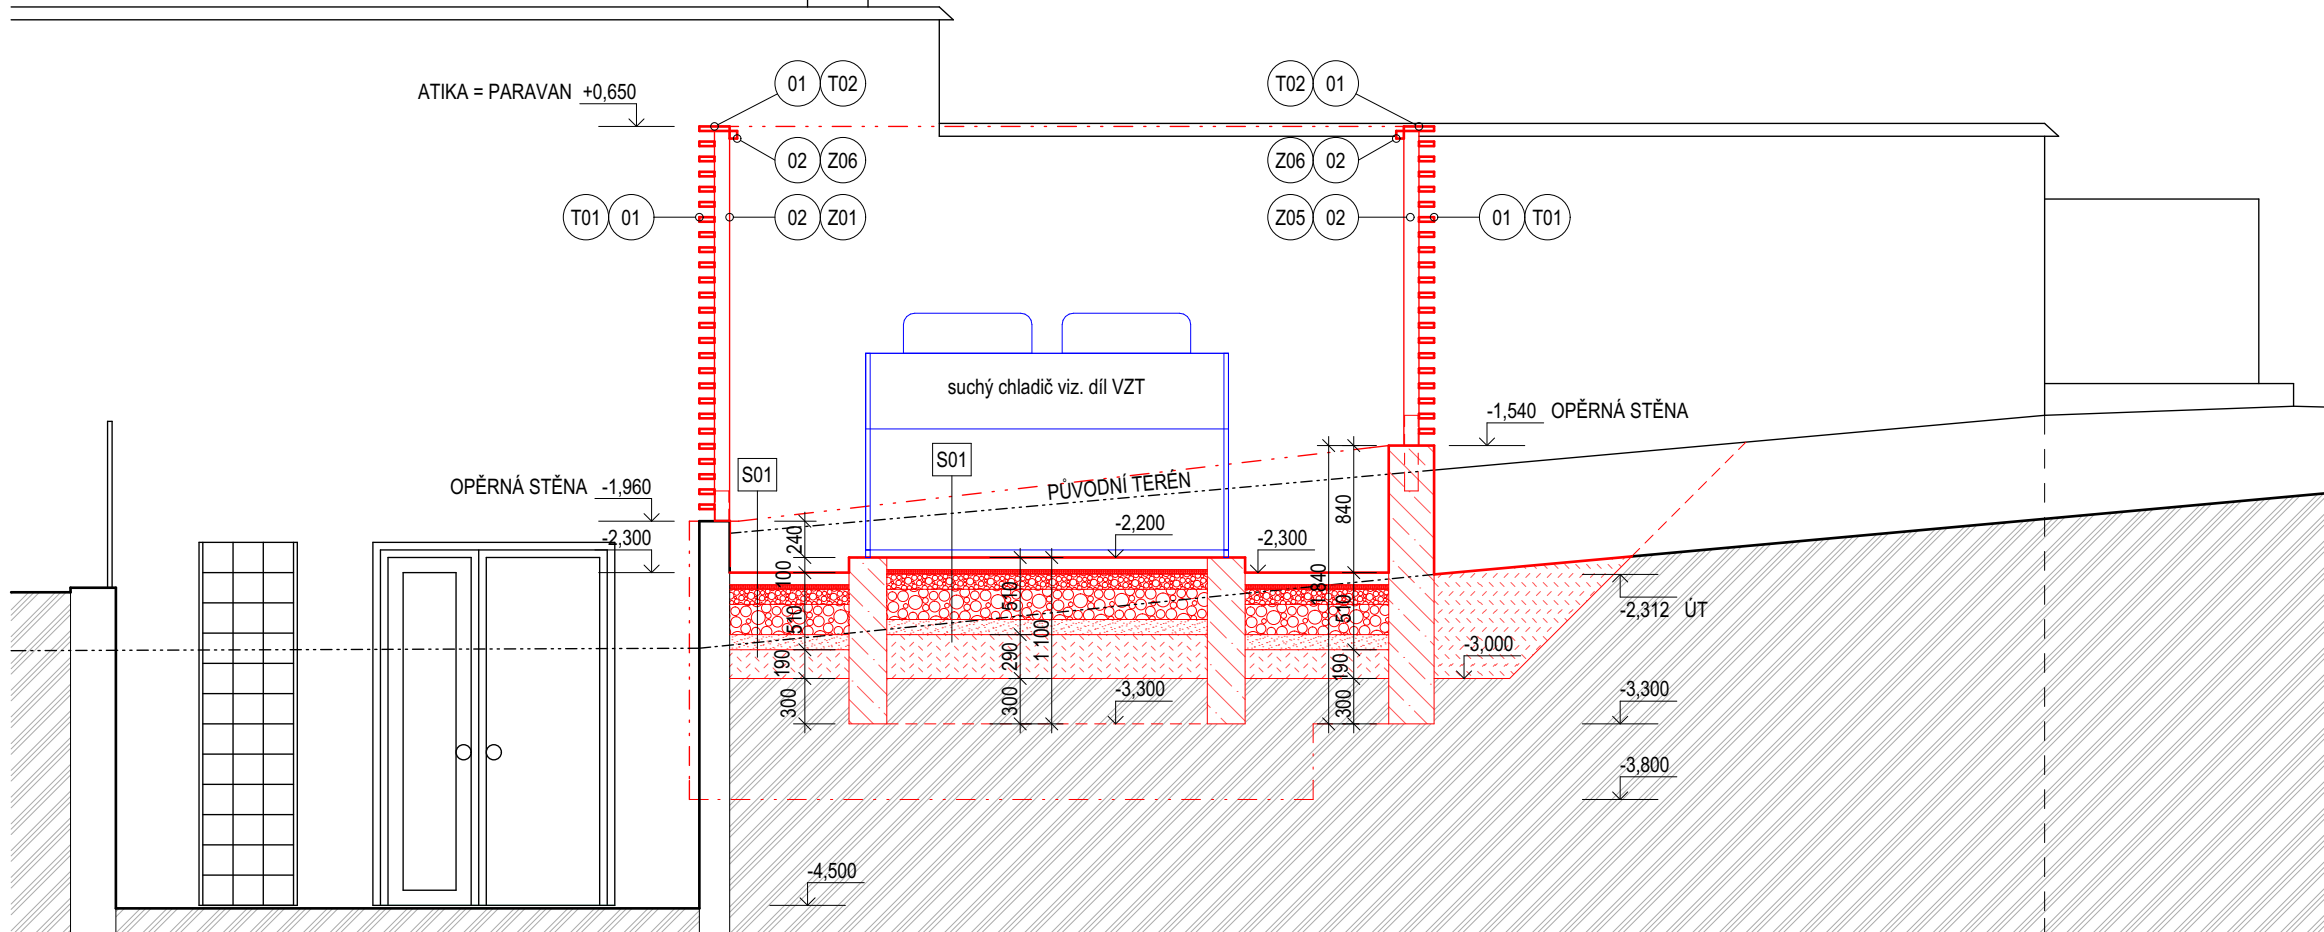 ATIKA = PARAVAN +0,650
01 T02
T02 01
02 Z06
Z06 02
T01 01
02 Z01
Z05 02
01 T01
suchý chladič viz. díl VZT
-1,540 OPĚRNÁ STĚNA
S01
S01
PŮVODNÍ TERÉN
OPĚRNÁ STĚNA -1,960
-2,300
-2,200
-2,300
240
100
510
190
300
510
290
300
1 100
1 840
840
510
190
300
-2,312 ÚT
-3,000
-3,300
-3,300
-3,800
-4,500